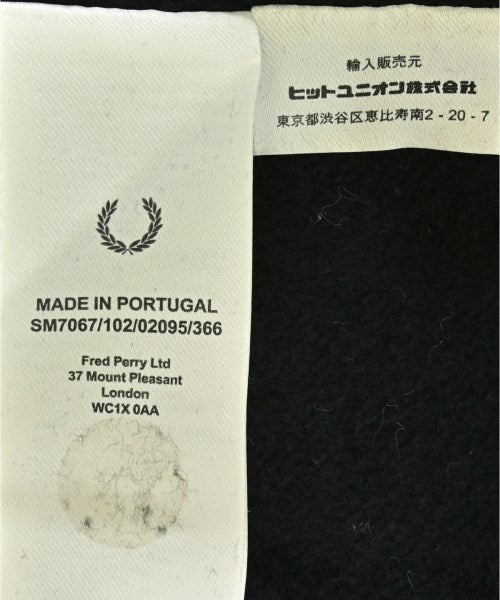 MADE IN PORTUGAL
SM7067/102/02095/366
Fred Perry Ltd
37 Mount Pleasant
London
WC1X 0AA
輸入販売元
ヒットユニオン株式会社
東京都渋谷区恵比寿南2-20-7